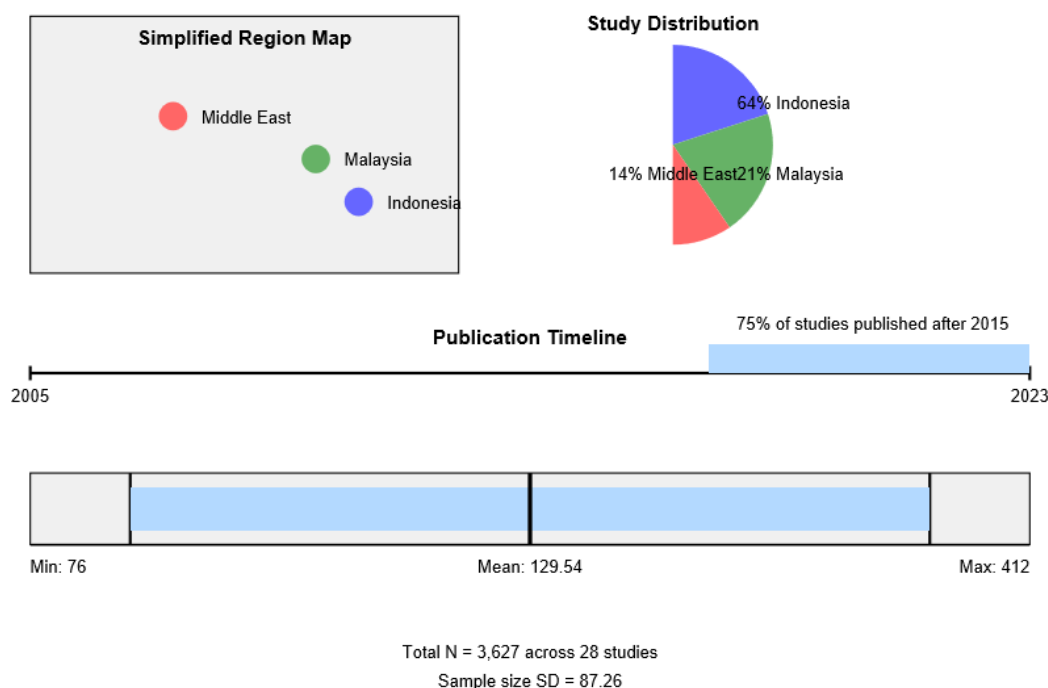 Simplified Region Map
Middle East
Malaysia
Indonesia
Study Distribution
64% Indonesia
14% Middle East
21% Malaysia
Publication Timeline
75% of studies published after 2015
2005
2023
Min: 76
Mean: 129.54
Max: 412
Total N = 3,627 across 28 studies
Sample size SD = 87.26